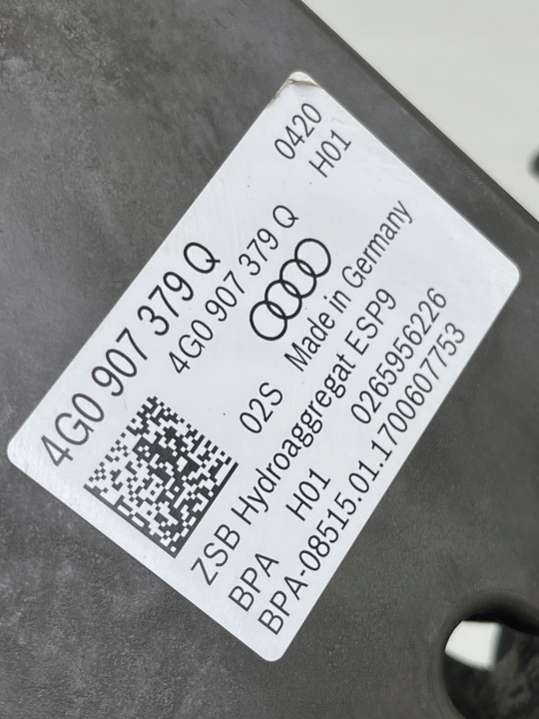 0420
4G0 907 379 Q H01
4G0 907 379 Q
02S Made in Germany
ZSB Hydroaggregat ESP9
BPA H01 0265956226
BPA-08515.01.1700607753